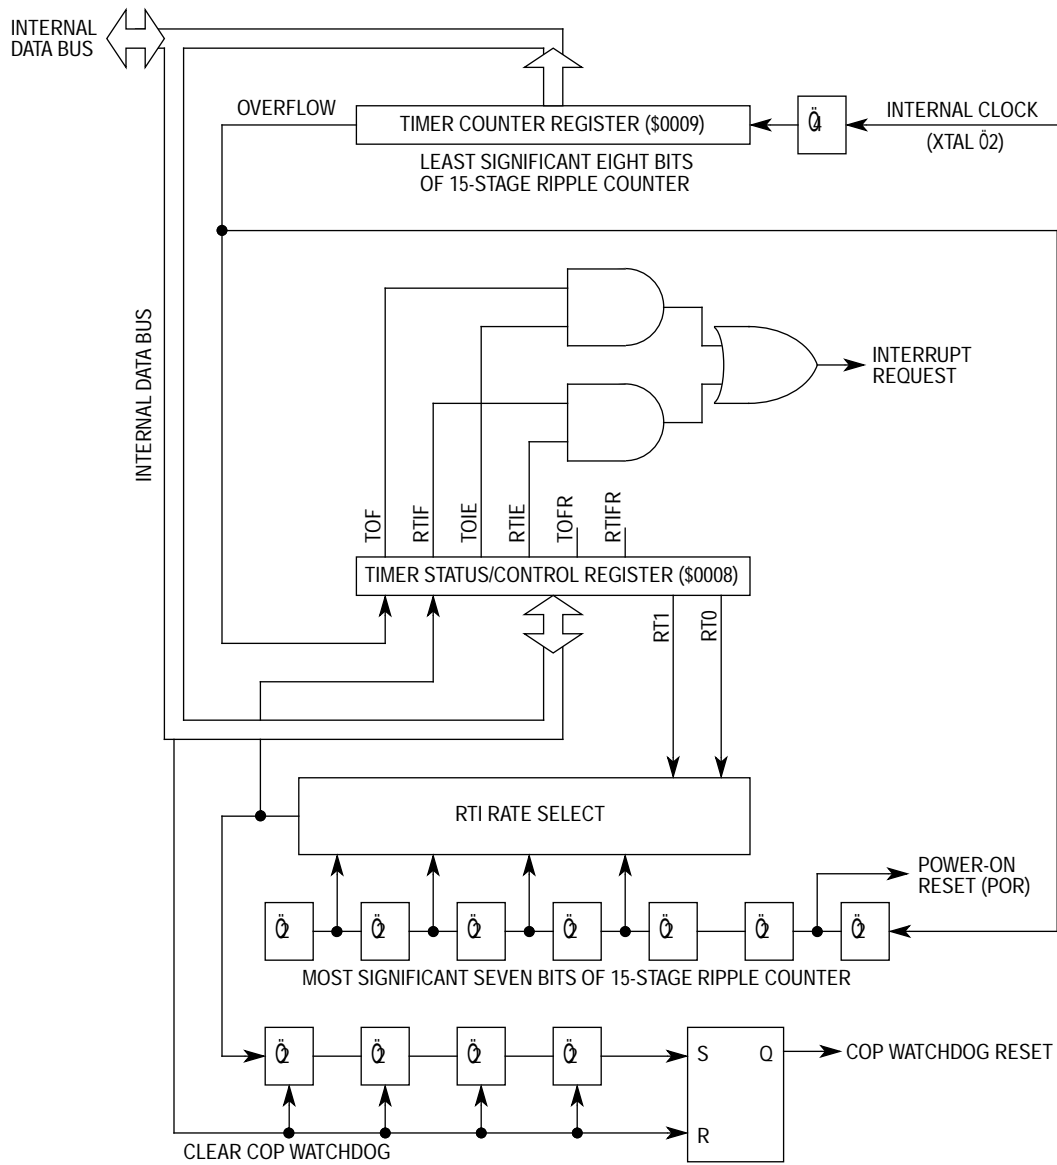 INTERNAL
DATA BUS
OVERFLOW
TIMER COUNTER REGISTER ($0009)
Ö4
INTERNAL CLOCK
(XTAL Ö2)
LEAST SIGNIFICANT EIGHT BITS
OF 15-STAGE RIPPLE COUNTER
INTERNAL DATA BUS
INTERRUPT
REQUEST
TOF
RTIF
TOIE
RTIE
TOFR
RTIFR
TIMER STATUS/CONTROL REGISTER ($0008)
RT1
RT0
RTI RATE SELECT
POWER-ON
RESET (POR)
Ö2
Ö2
Ö2
Ö2
Ö2
Ö2
Ö2
MOST SIGNIFICANT SEVEN BITS OF 15-STAGE RIPPLE COUNTER
Ö2
Ö2
Ö2
Ö2
S
Q
COP WATCHDOG RESET
R
CLEAR COP WATCHDOG